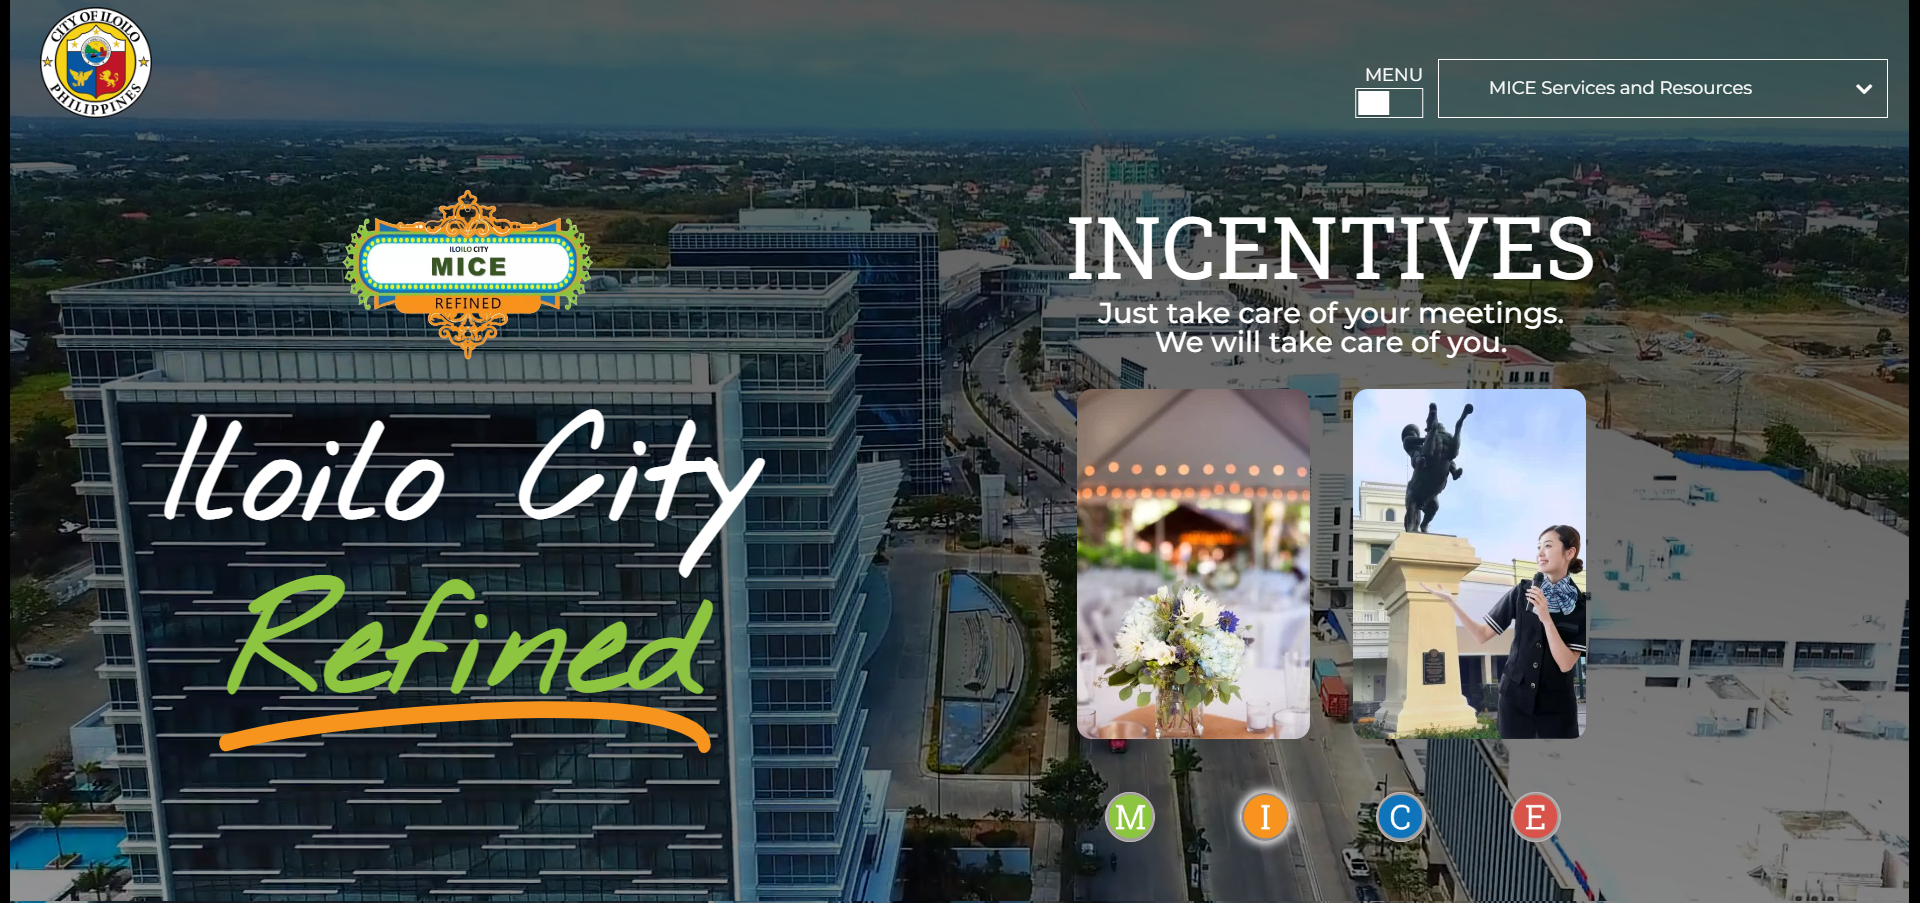 CITY OF ILOILO
PHILIPPINES
MENU
MICE Services and Resources
ILOILO CITY
MICE
REFINED
Iloilo City
Refined
INCENTIVES
Just take care of your meetings.
We will take care of you.
M I C E